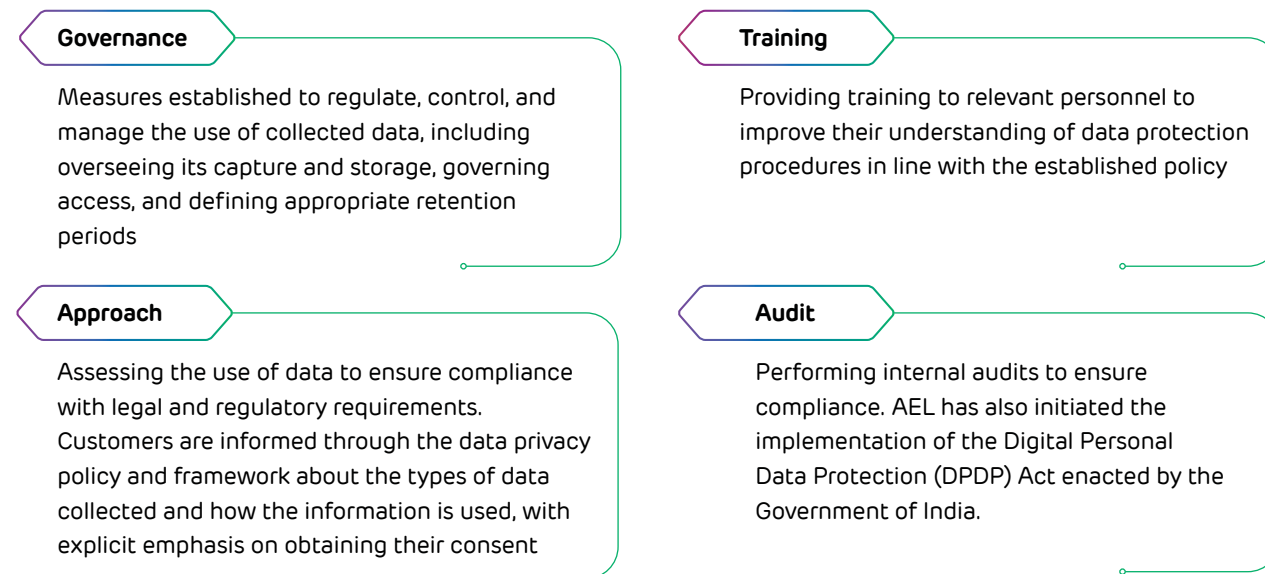 Governance
Measures established to regulate, control, and
manage the use of collected data, including
overseeing its capture and storage, governing
access, and defining appropriate retention
periods
Training
Providing training to relevant personnel to
improve their understanding of data protection
procedures in line with the established policy
Approach
Assessing the use of data to ensure compliance
with legal and regulatory requirements.
Customers are informed through the data privacy
policy and framework about the types of data
collected and how the information is used, with
explicit emphasis on obtaining their consent
Audit
Performing internal audits to ensure
compliance. AEL has also initiated the
implementation of the Digital Personal
Data Protection (DPDP) Act enacted by the
Government of India.